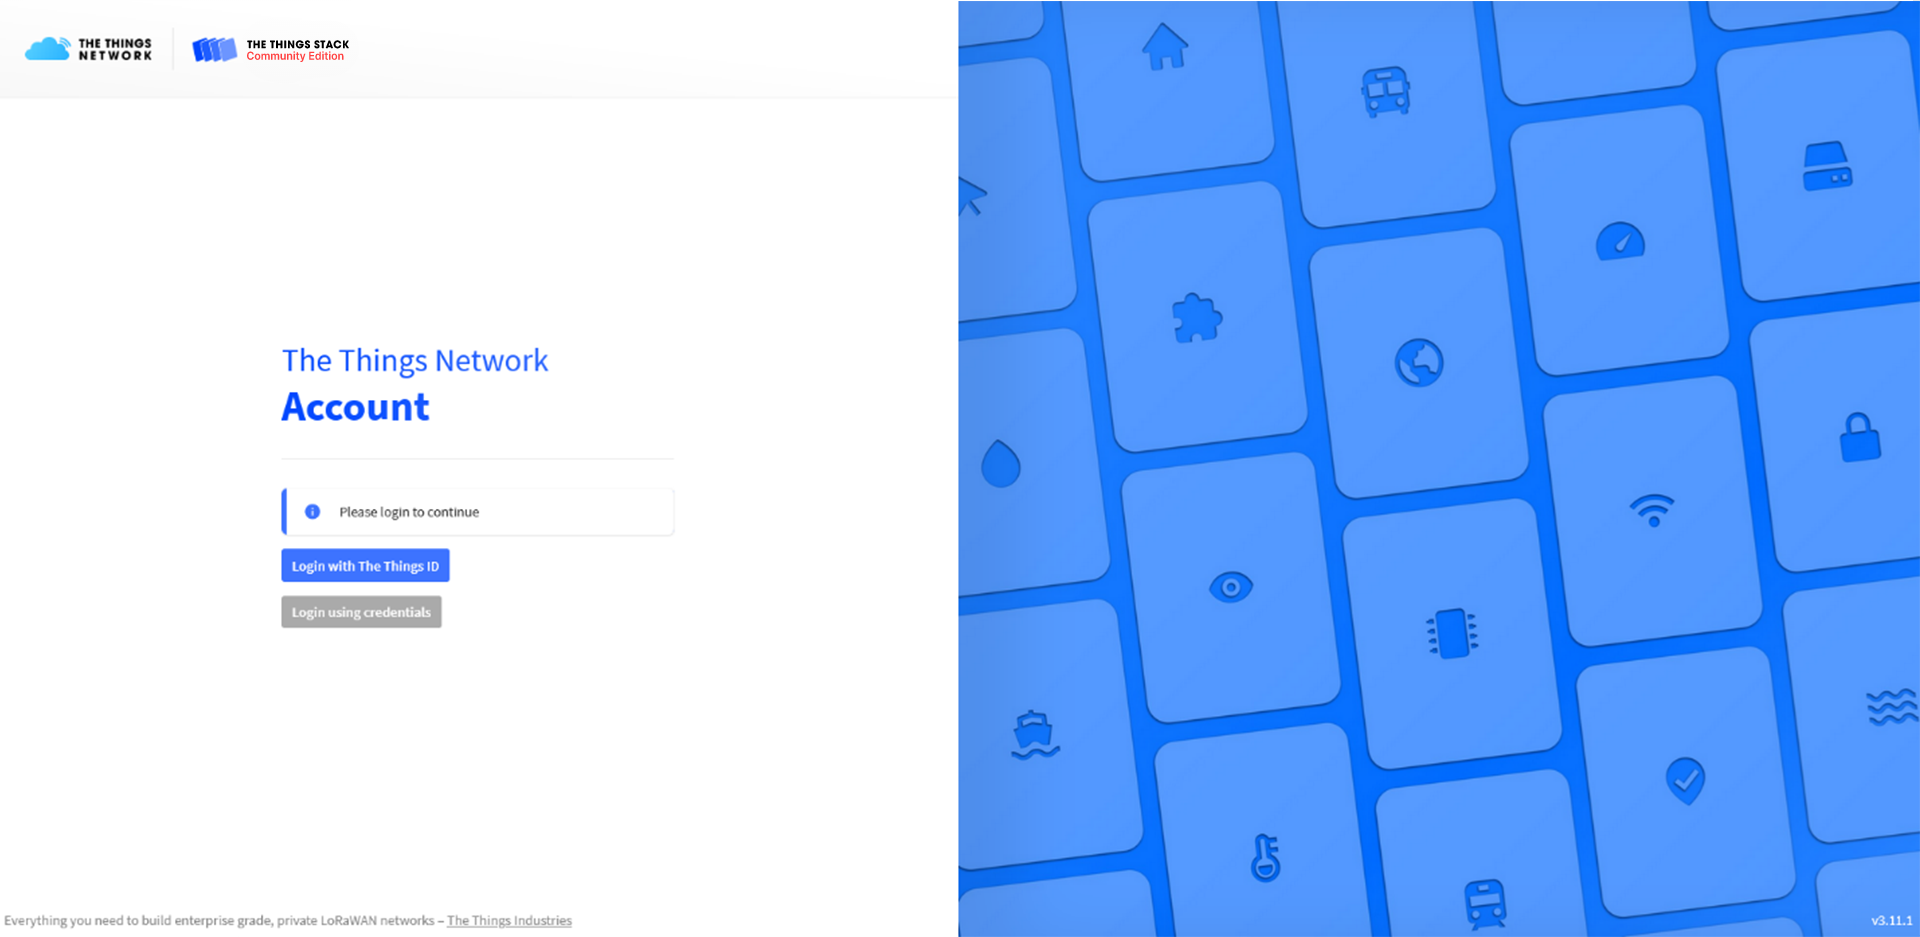 THE THINGS
NETWORK
THE THINGS STACK
Community Edition
The Things Network
Account
Please login to continue
Login with The Things ID
Login using credentials
Everything you need to build enterprise grade, private LoRaWAN networks – The Things Industries
v3.11.1